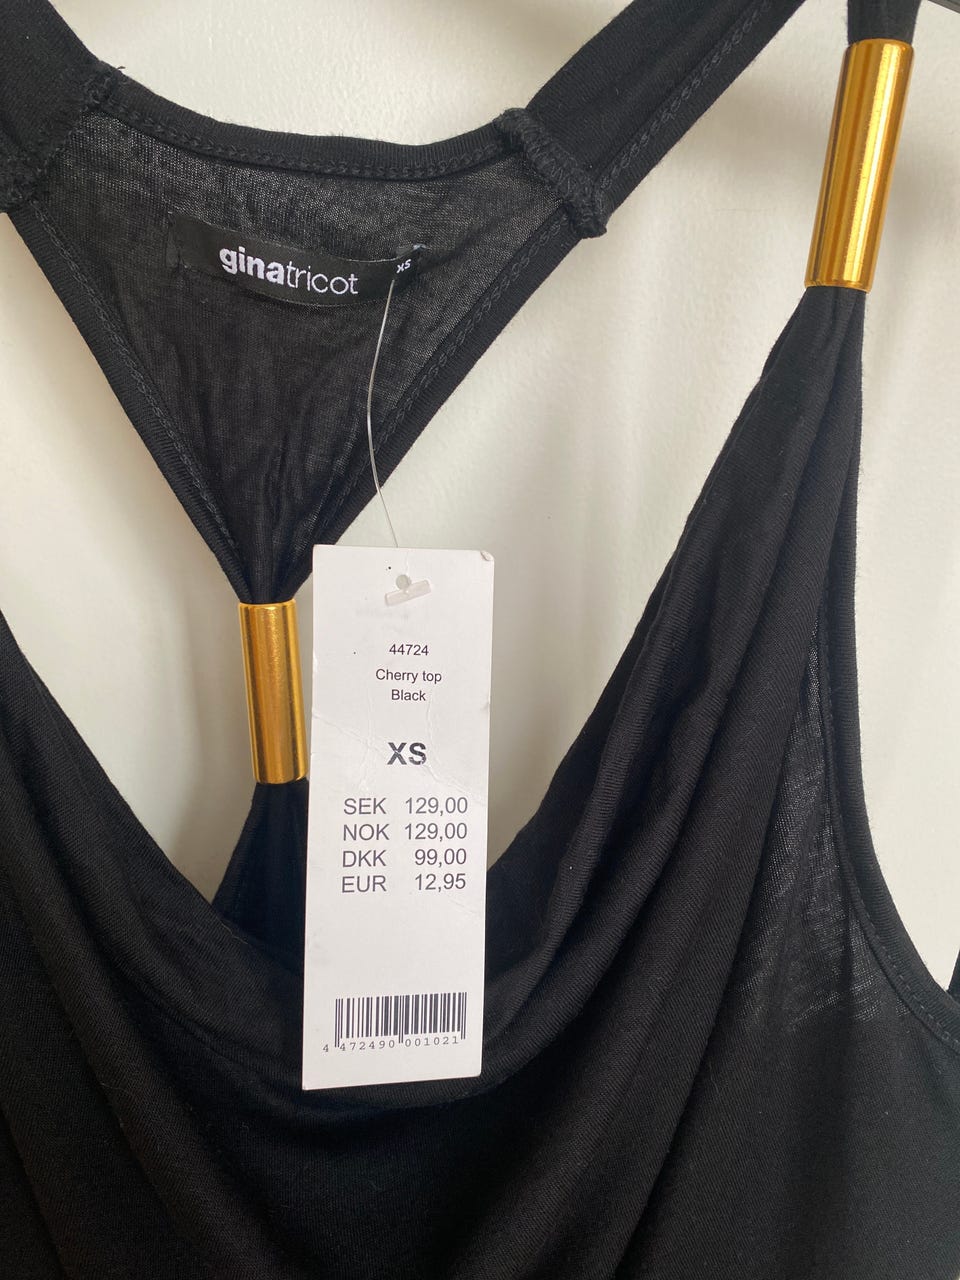 ginatricot
XS
44724
Cherry top
Black
XS
SEK 129,00
NOK 129,00
DKK 99,00
EUR 12,95
4 472490 001021